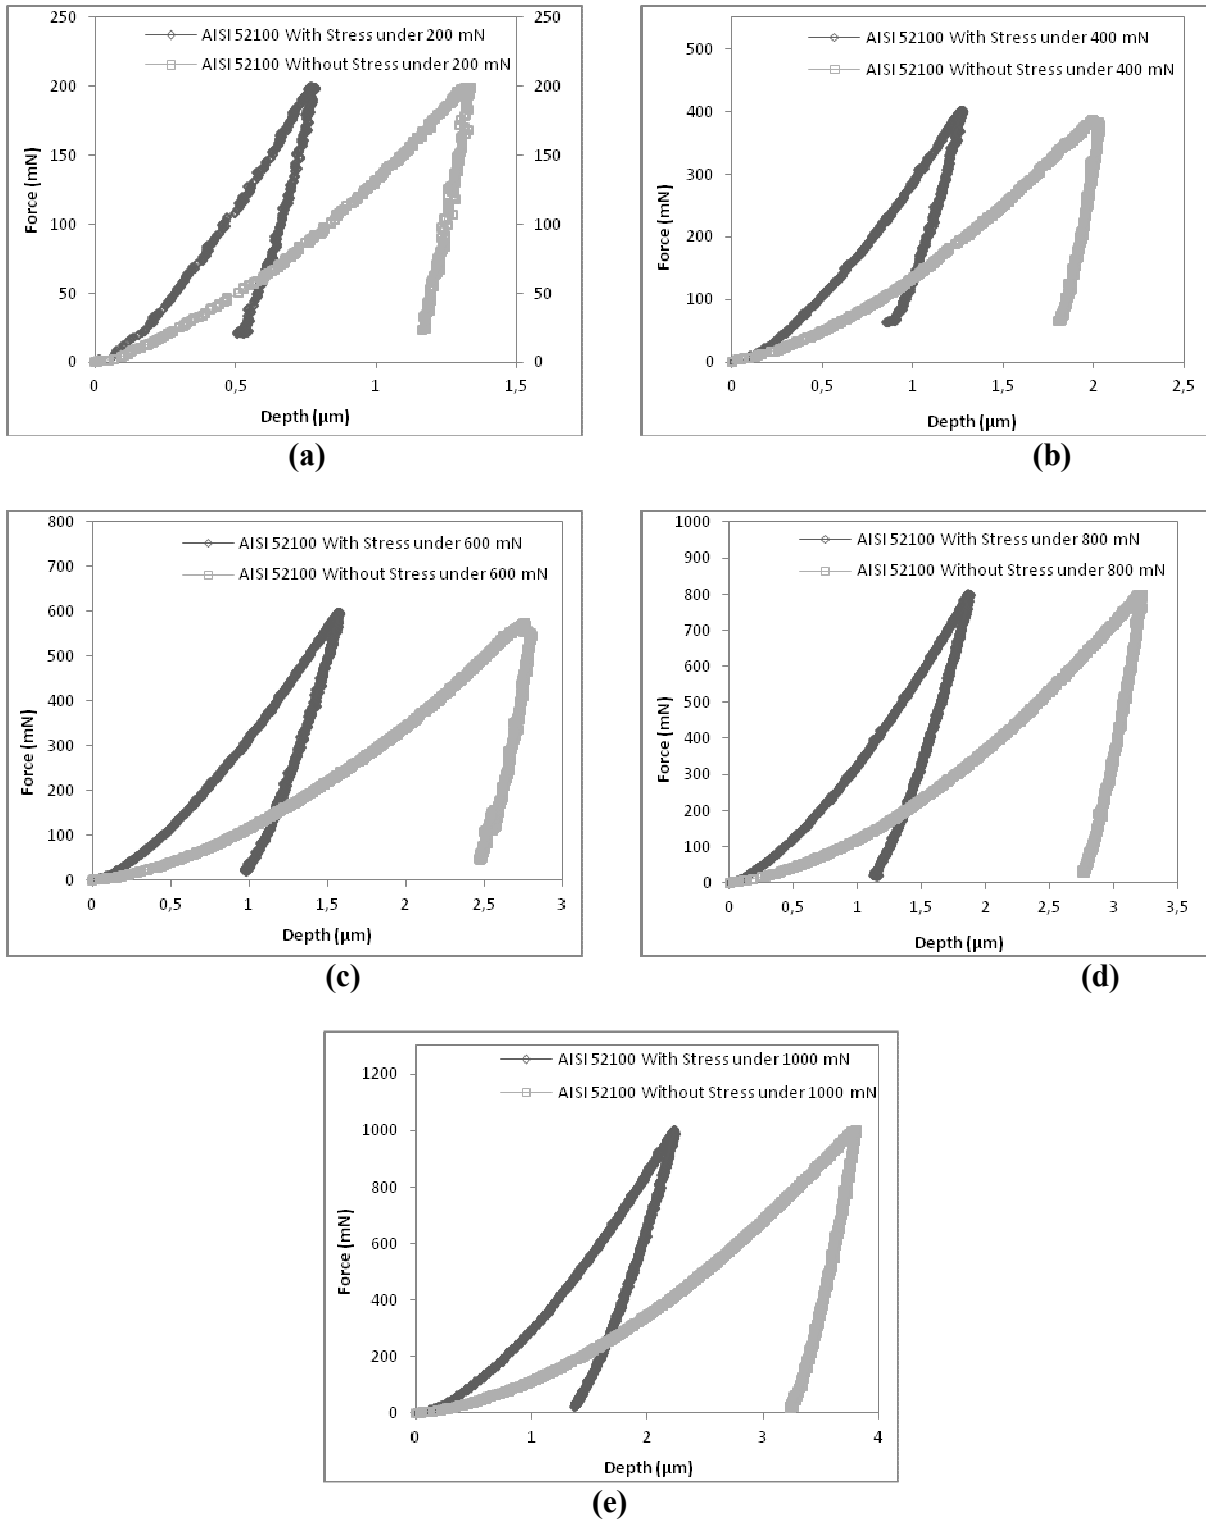 250
250
AISI 52100 With Stress under 200 mN
AISI 52100 Without Stress under 200 mN
200
200
150
150
Force (mN)
100
100
50
50
0
0
0 0,5 1 1,5
Depth (µm)
(a)
AISI 52100 With Stress under 400 mN
AISI 52100 Without Stress under 400 mN
500
400
300
Force (mN)
200
100
0
0 0,5 1 1,5 2 2,5
Depth (µm)
(b)
800
AISI 52100 With Stress under 600 mN
AISI 52100 Without Stress under 600 mN
700
600
500
400
Force (mN)
300
200
100
0
0 0,5 1 1,5 2 2,5 3
Depth (µm)
(c)
1000
AISI 52100 With Stress under 800 mN
AISI 52100 Without Stress under 800 mN
900
800
700
600
500
Force (mN)
400
300
200
100
0
0 0,5 1 1,5 2 2,5 3 3,5
Depth (µm)
(d)
AISI 52100 With Stress under 1000 mN
AISI 52100 Without Stress under 1000 mN
1200
1000
800
Force (mN)
600
400
200
0
0 1 2 3 4
Depth (µm)
(e)